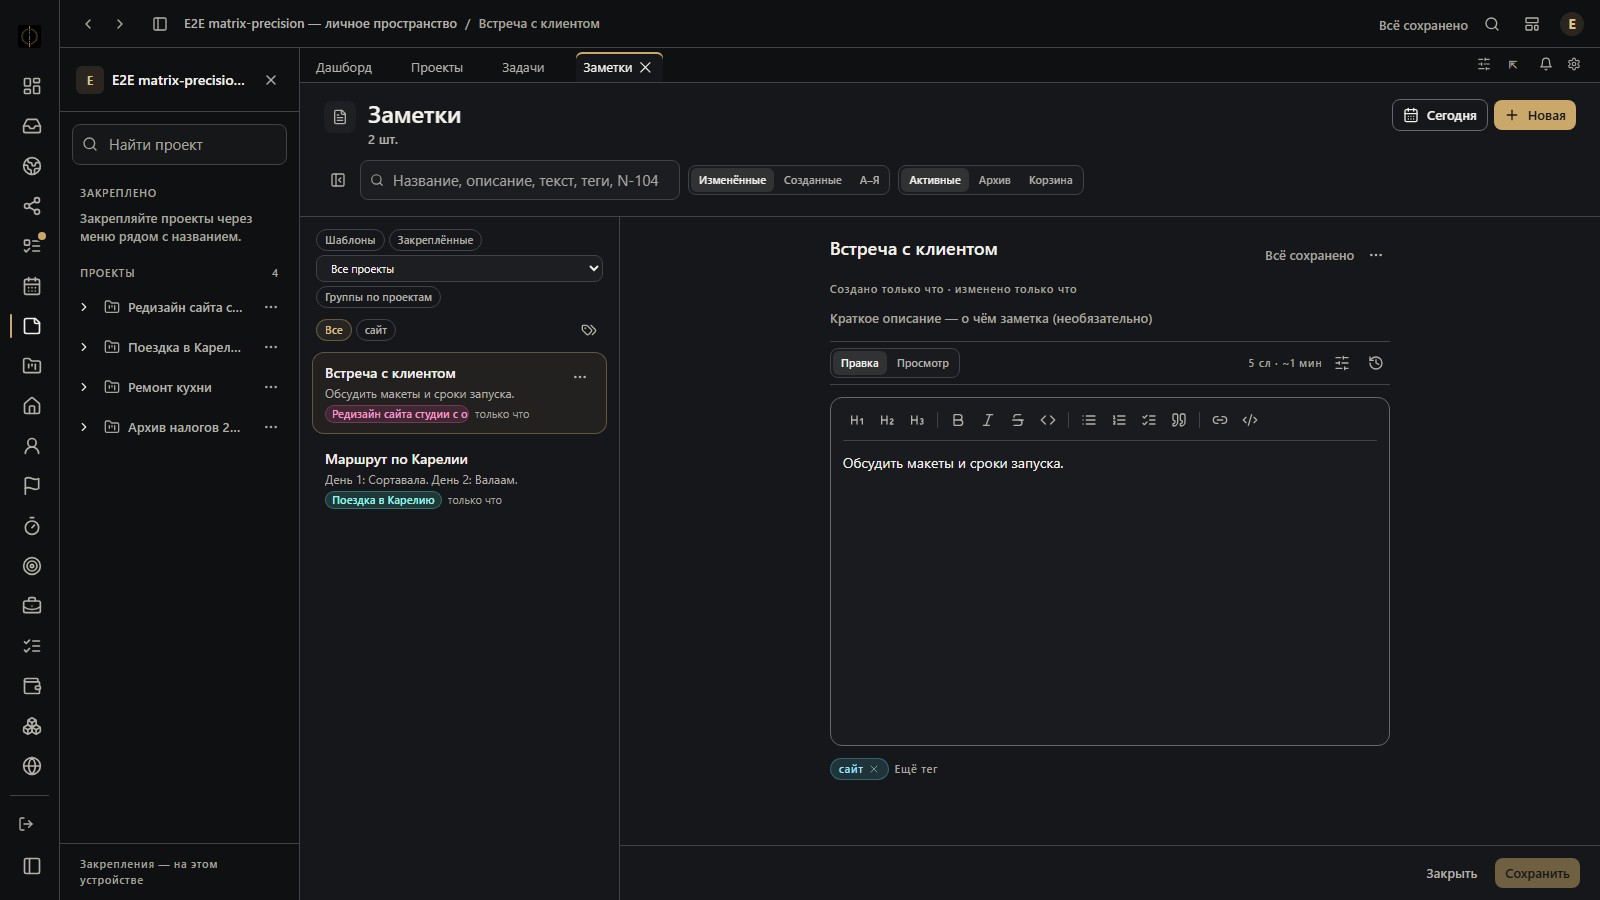 E2E matrix-precision — личное пространство / Встреча с клиентом
Всё сохранено
E
E
E2E matrix-precisio...
Найти проект
ЗАКРЕПЛЕНО
Закрепляйте проекты через
меню рядом с названием.
ПРОЕКТЫ 4
Редизайн сайта с...
Поездка в Карел...
Ремонт кухни
Архив налогов 2...
Закрепления — на этом
устройстве
Дашборд Проекты Задачи Заметки
Заметки
2 шт.
Сегодня
Новая
Название, описание, текст, теги, N-104
Изменённые Созданные А–Я
Активные Архив Корзина
Шаблоны Закреплённые
Все проекты
Группы по проектам
Все сайт
Встреча с клиентом
Обсудить макеты и сроки запуска.
Редизайн сайта студии с о только что
Маршрут по Карелии
День 1: Сортавала. День 2: Валаам.
Поездка в Карелию только что
Встреча с клиентом
Всё сохранено
Создано только что · изменено только что
Краткое описание — о чём заметка (необязательно)
Правка Просмотр
5 сл · ~1 мин
H1 H2 H3
Обсудить макеты и сроки запуска.
сайт Ещё тег
Закрыть Сохранить